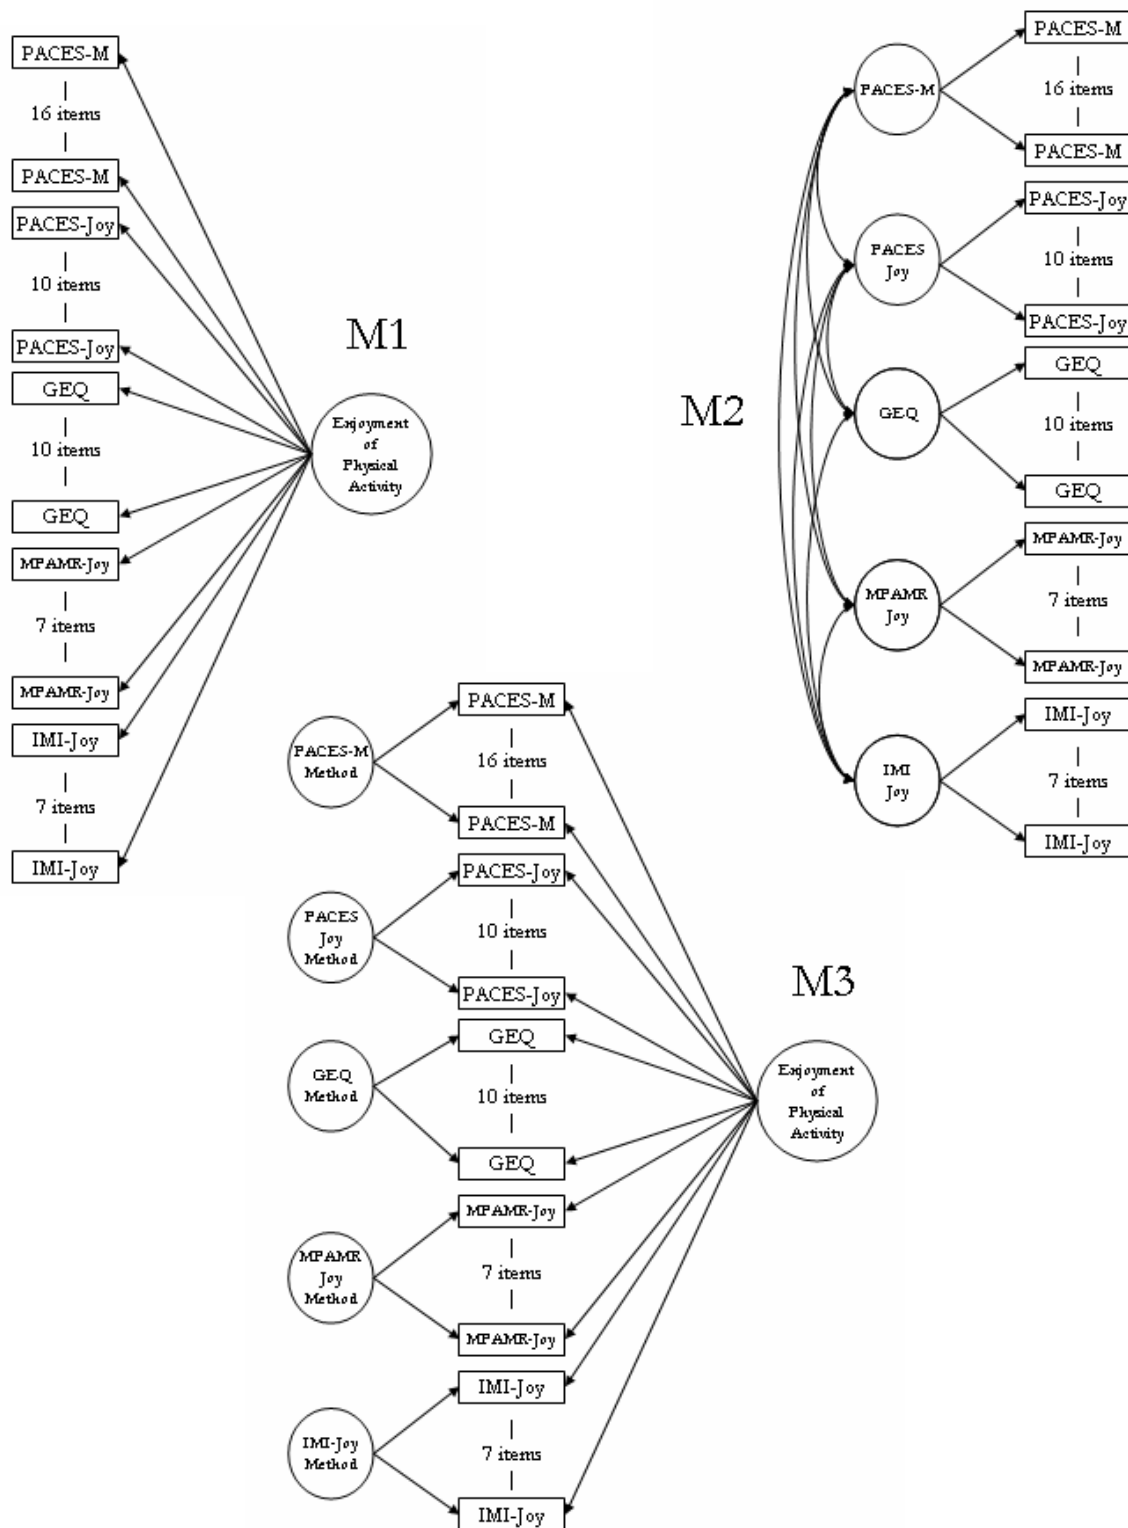 PACES-M
16 items
PACES-M
PACES-Joy
10 items
PACES-Joy
GEQ
10 items
GEQ
MPAMR-Joy
7 items
MPAMR-Joy
IMI-Joy
7 items
IMI-Joy
M1
Enjoyment
of
Physical
Activity
M2
PACES-M
PACES
Joy
GEQ
MPAMR
Joy
IMI
Joy
PACES-M
16 items
PACES-M
PACES-Joy
10 items
PACES-Joy
GEQ
10 items
GEQ
MPAMR-Joy
7 items
MPAMR-Joy
IMI-Joy
7 items
IMI-Joy
PACES-M
Method
PACES
Joy
Method
GEQ
Method
MPAMR
Joy
Method
IMI-Joy
Method
PACES-M
16 items
PACES-M
PACES-Joy
10 items
PACES-Joy
GEQ
10 items
GEQ
MPAMR-Joy
7 items
MPAMR-Joy
IMI-Joy
7 items
IMI-Joy
M3
Enjoyment
of
Physical
Activity